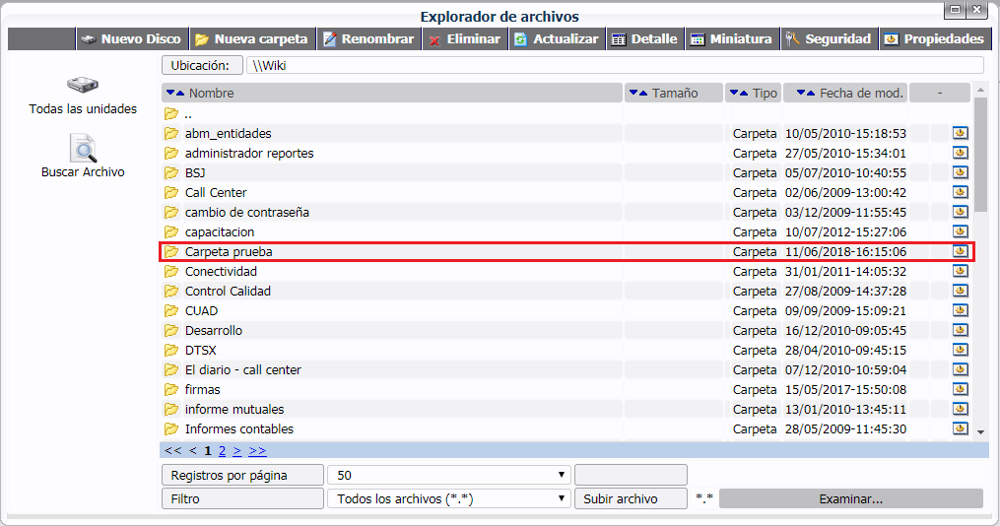 Explorador de archivos
Nuevo Disco Nueva carpeta Renombrar Eliminar Actualizar Detalle Miniatura Seguridad Propiedades
Ubicación: \\Wiki
Todas las unidades
Buscar Archivo
Nombre Tamaño Tipo Fecha de mod. -
..
abm_entidades Carpeta 10/05/2010-15:18:53
administrador reportes Carpeta 27/05/2010-15:34:01
BSJ Carpeta 05/07/2010-10:40:55
Call Center Carpeta 02/06/2009-13:00:42
cambio de contraseña Carpeta 03/12/2009-11:55:45
capacitacion Carpeta 10/07/2012-15:27:06
Carpeta prueba Carpeta 11/06/2018-16:15:06
Conectividad Carpeta 31/01/2011-14:05:32
Control Calidad Carpeta 27/08/2009-14:37:28
CUAD Carpeta 09/09/2009-15:09:21
Desarrollo Carpeta 16/12/2010-09:05:45
DTSX Carpeta 28/04/2010-09:45:15
El diario - call center Carpeta 07/12/2010-10:59:04
firmas Carpeta 15/05/2017-15:50:08
informe mutuales Carpeta 13/01/2010-13:45:11
Informes contables Carpeta 28/05/2009-11:45:30
<< < 1 2 > >>
Registros por página 50
Filtro Todos los archivos (*.*) Subir archivo *.* Examinar...